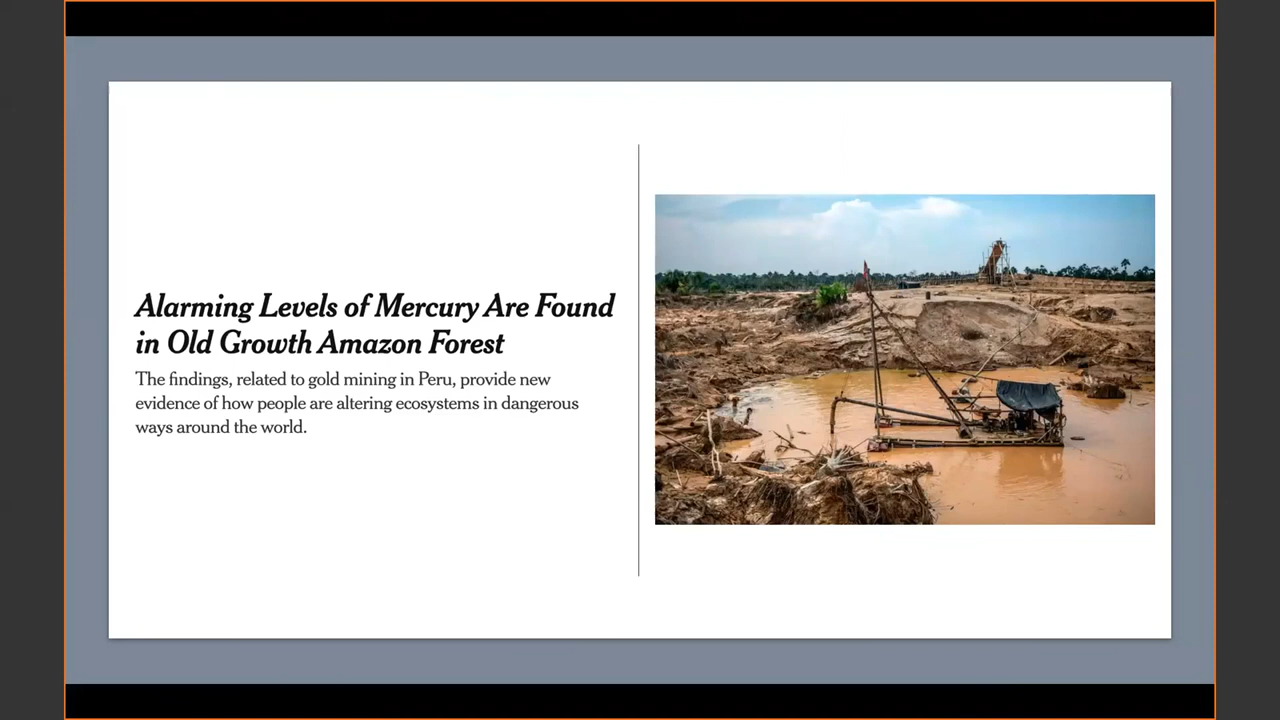 Alarming Levels of Mercury Are Found
in Old Growth Amazon Forest
The findings, related to gold mining in Peru, provide new
evidence of how people are altering ecosystems in dangerous
ways around the world.